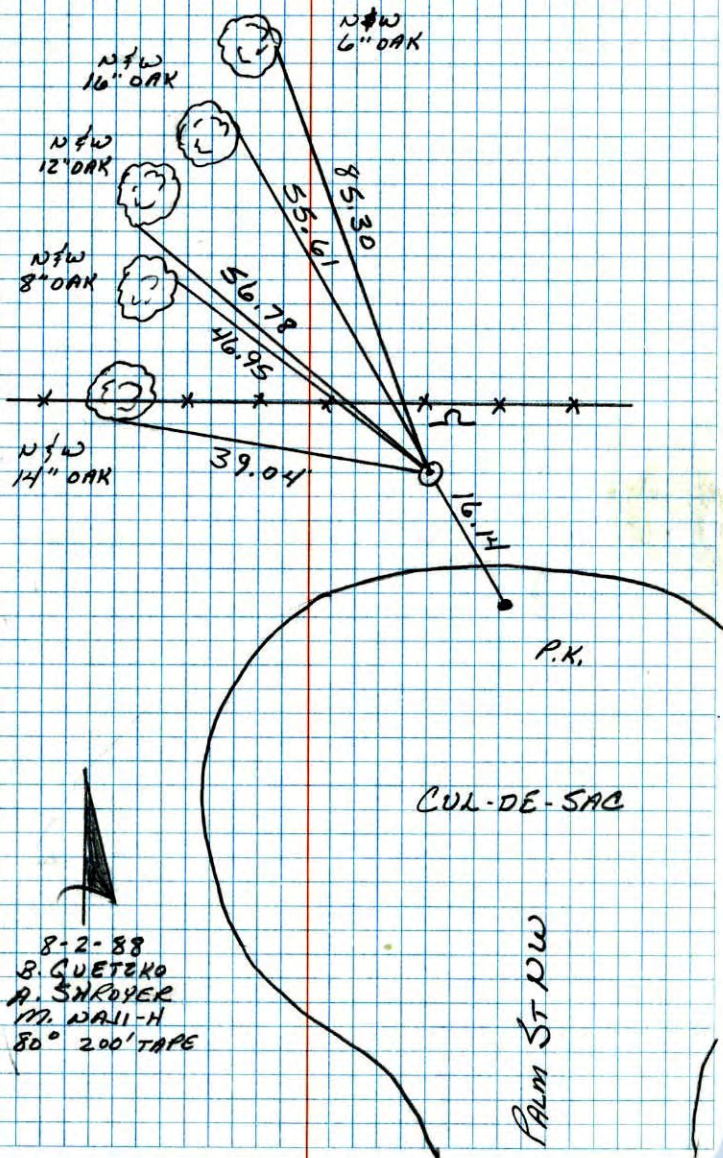 N & W
6" OAK
N & W
16" OAK
N & W
12" OAK
N & W
8" OAK
N & W
14" OAK
85.30
55.61
56.78
46.95
39.04
16.14
P.K.
CUL-DE-SAC
PALM ST NW
8-2-88
B. GUETZKO
A. SHROYER
80° 200' TAPE